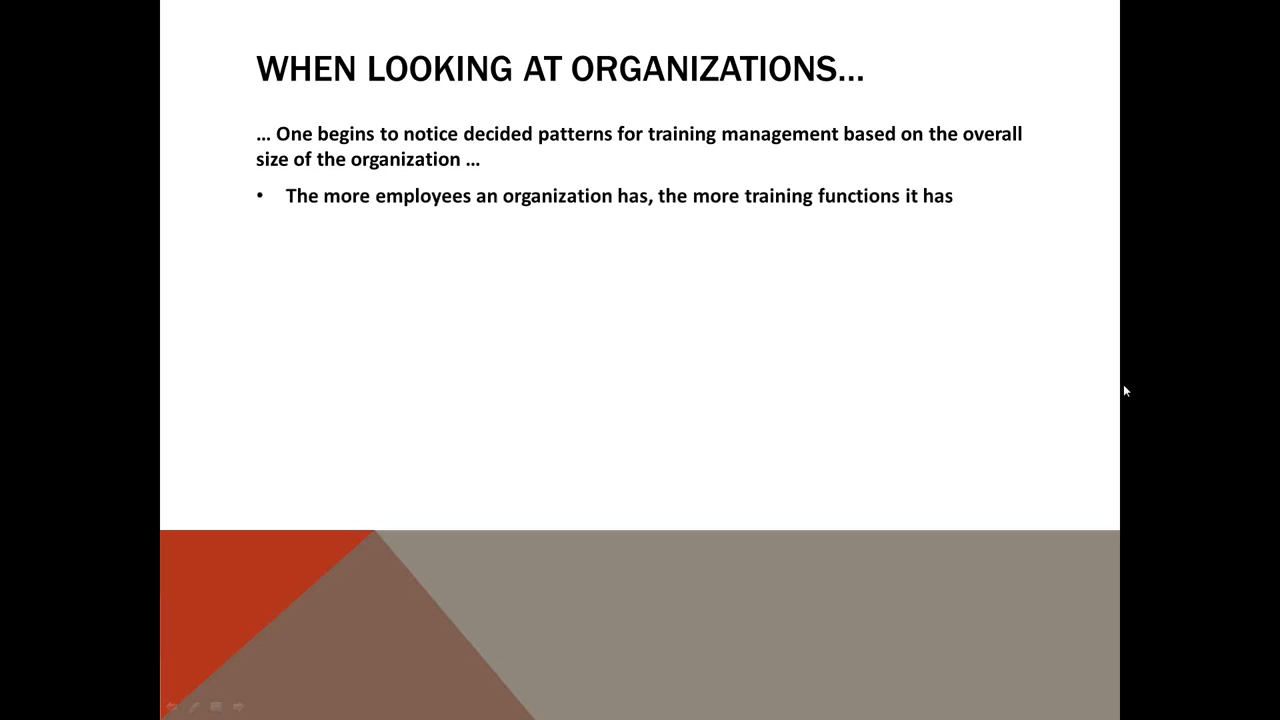 WHEN LOOKING AT ORGANIZATIONS...
... One begins to notice decided patterns for training management based on the overall
size of the organization ...
• The more employees an organization has, the more training functions it has